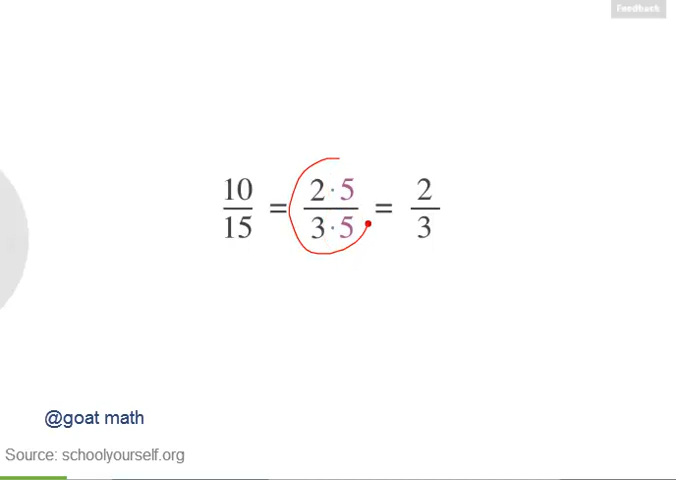 Feedback
10/15 = 2·5/3·5 = 2/3
@goat math
Source: schoolyourself.org